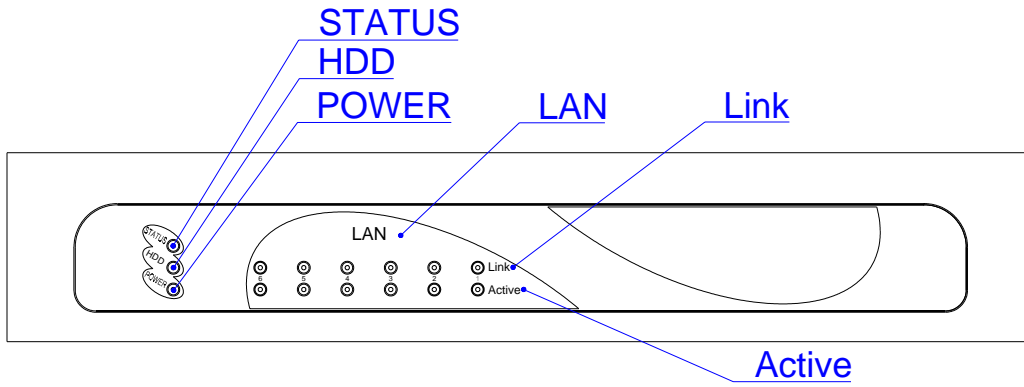 STATUS
HDD
POWER
LAN
Link
STATUS
HDD
POWER
LAN
Link
6 5 4 3 2 1
Active
Active